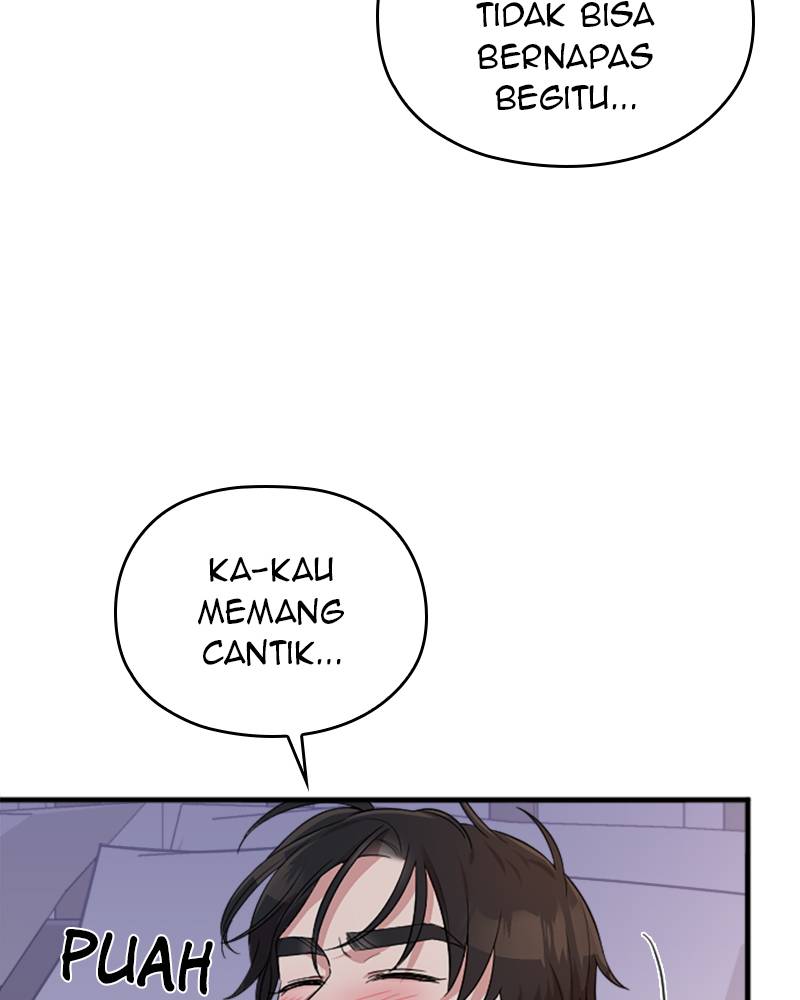 TIDAK BISA
BERNAPAS
BEGITU...
KA-KAU
MEMANG
CANTIK...
PUAH